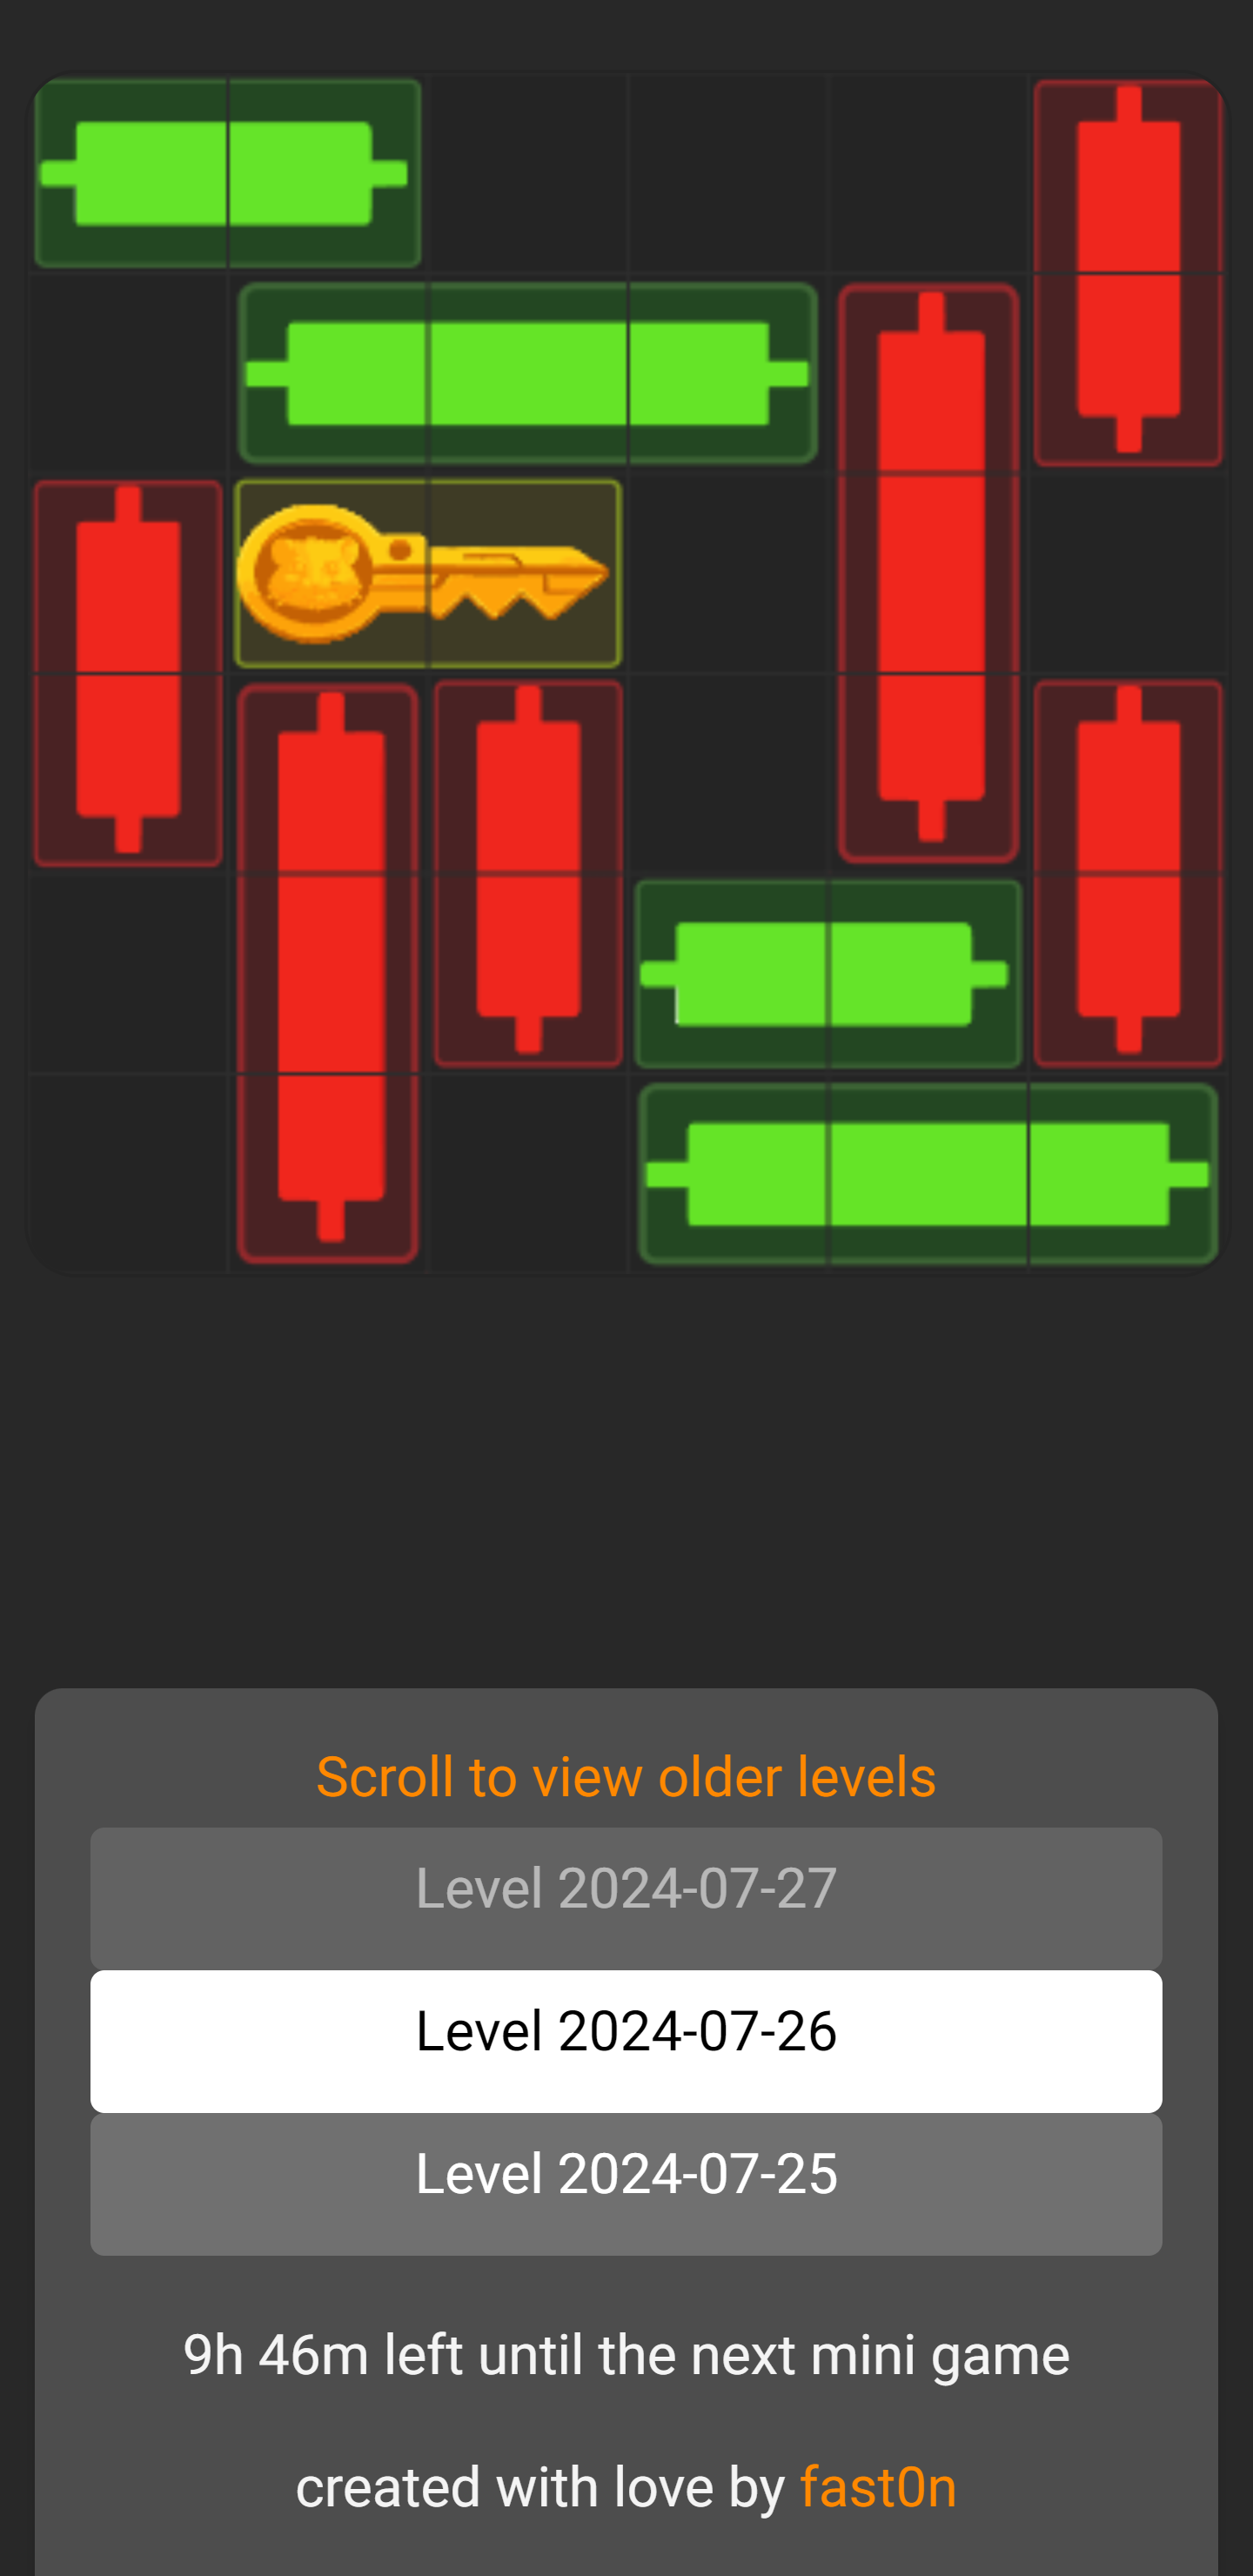 Scroll to view older levels
Level 2024-07-27
Level 2024-07-26
Level 2024-07-25
9h 46m left until the next mini game
created with love by fast0n